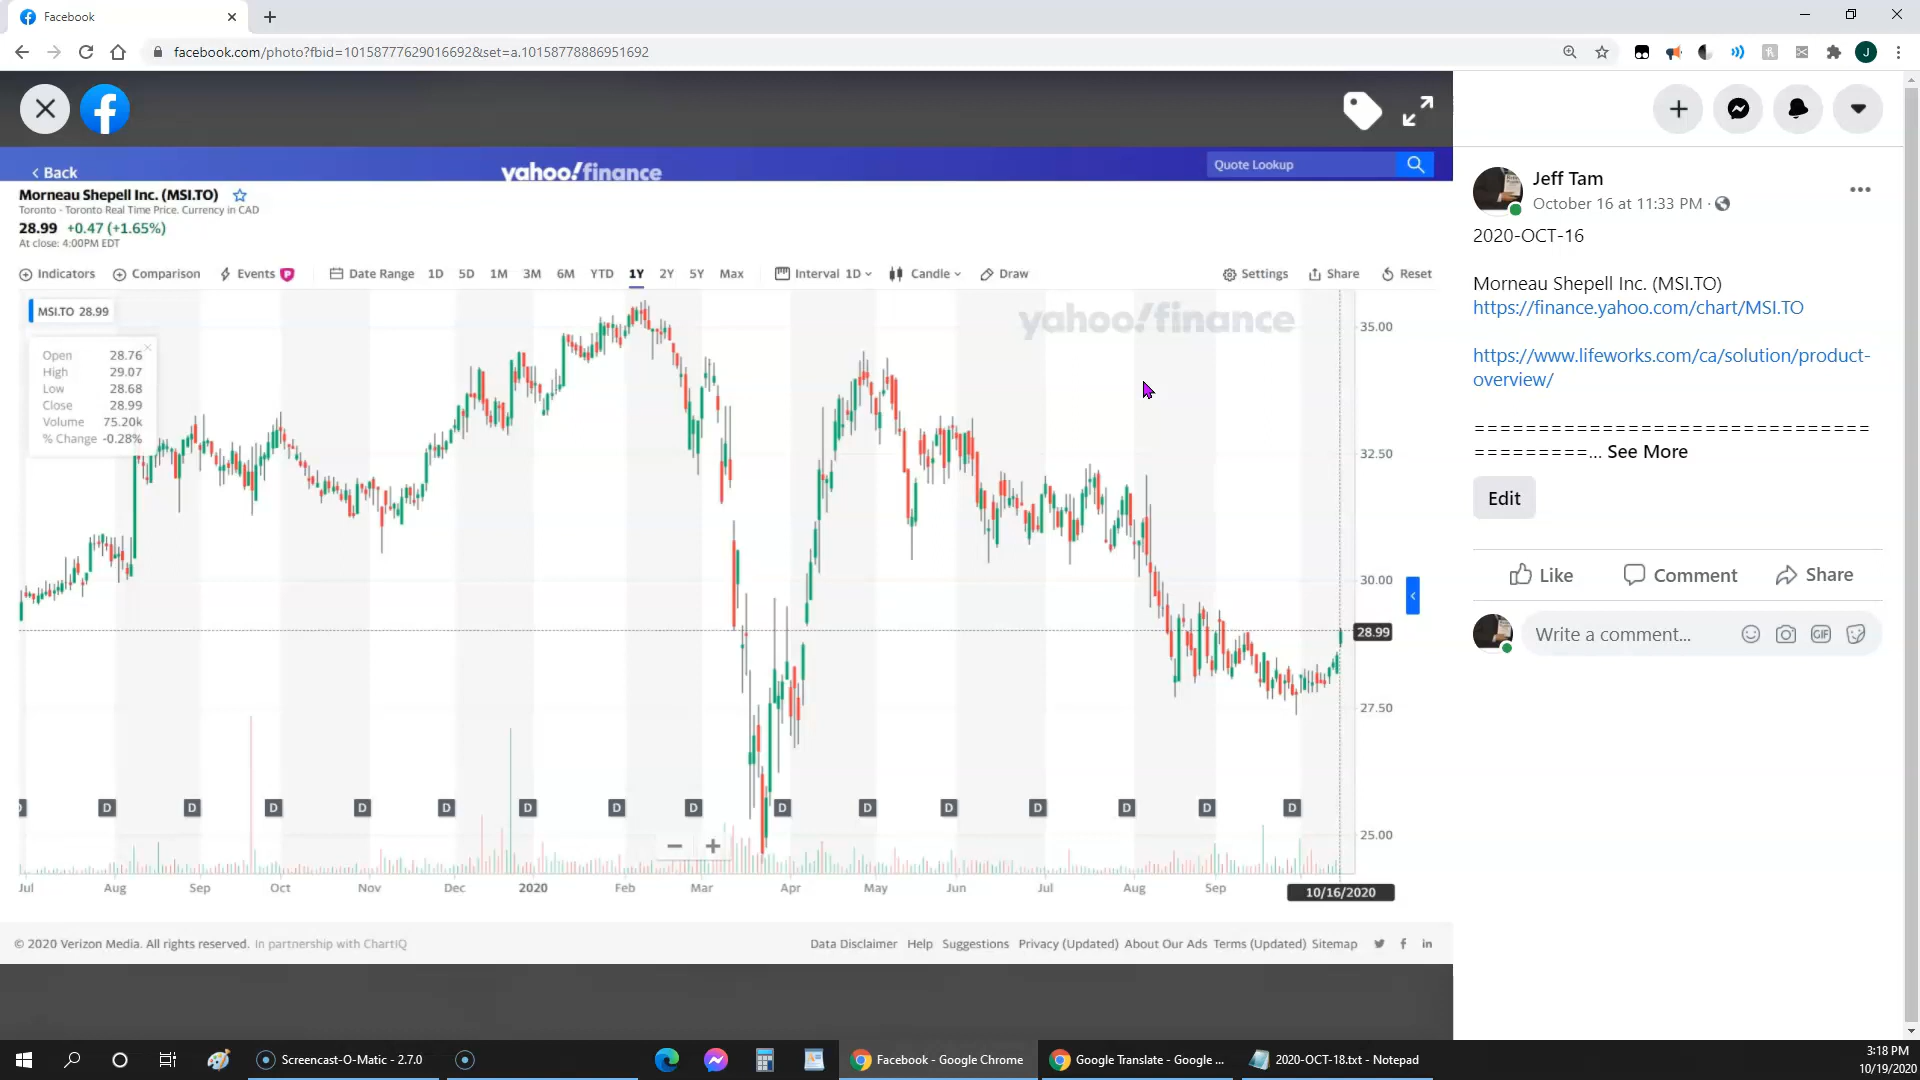 Facebook
facebook.com/photo?fbid=10158777629016692&set=a.10158778886951692
J
< Back
yahoo!finance
Quote Lookup
Morneau Shepell Inc. (MSI.TO)
Toronto - Toronto Real Time Price. Currency in CAD
28.99 +0.47 (+1.65%)
At close: 4:00PM EDT
Indicators Comparison Events P Date Range 1D 5D 1M 3M 6M YTD 1Y 2Y 5Y Max Interval 1D Candle Draw Settings Share Reset
MSI.TO 28.99
yahoo!finance
Open 28.76
High 29.07
Low 28.68
Close 28.99
Volume 75.20k
% Change -0.28%
35.00
32.50
30.00
28.99
27.50
25.00
D D D D D D D D D D D D D D D
Jul Aug Sep Oct Nov Dec 2020 Feb Mar Apr May Jun Jul Aug Sep 10/16/2020
© 2020 Verizon Media. All rights reserved. In partnership with ChartIQ
Data Disclaimer Help Suggestions Privacy (Updated) About Our Ads Terms (Updated) Sitemap
Jeff Tam
October 16 at 11:33 PM ·
2020-OCT-16
Morneau Shepell Inc. (MSI.TO)
https://finance.yahoo.com/chart/MSI.TO
https://www.lifeworks.com/ca/solution/product-
overview/
===============================
=========... See More
Edit
Like Comment Share
Write a comment...
GIF
Screencast-O-Matic - 2.7.0
Facebook - Google Chrome
Google Translate - Google ...
2020-OCT-18.txt - Notepad
3:18 PM
10/19/2020